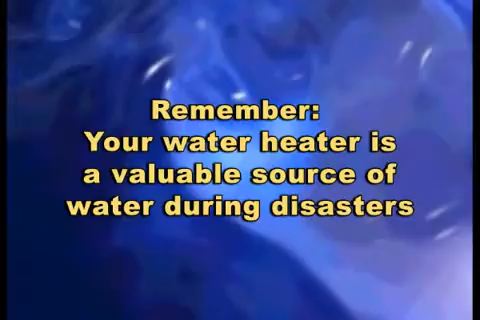 Remember:
Your water heater is
a valuable source of
water during disasters